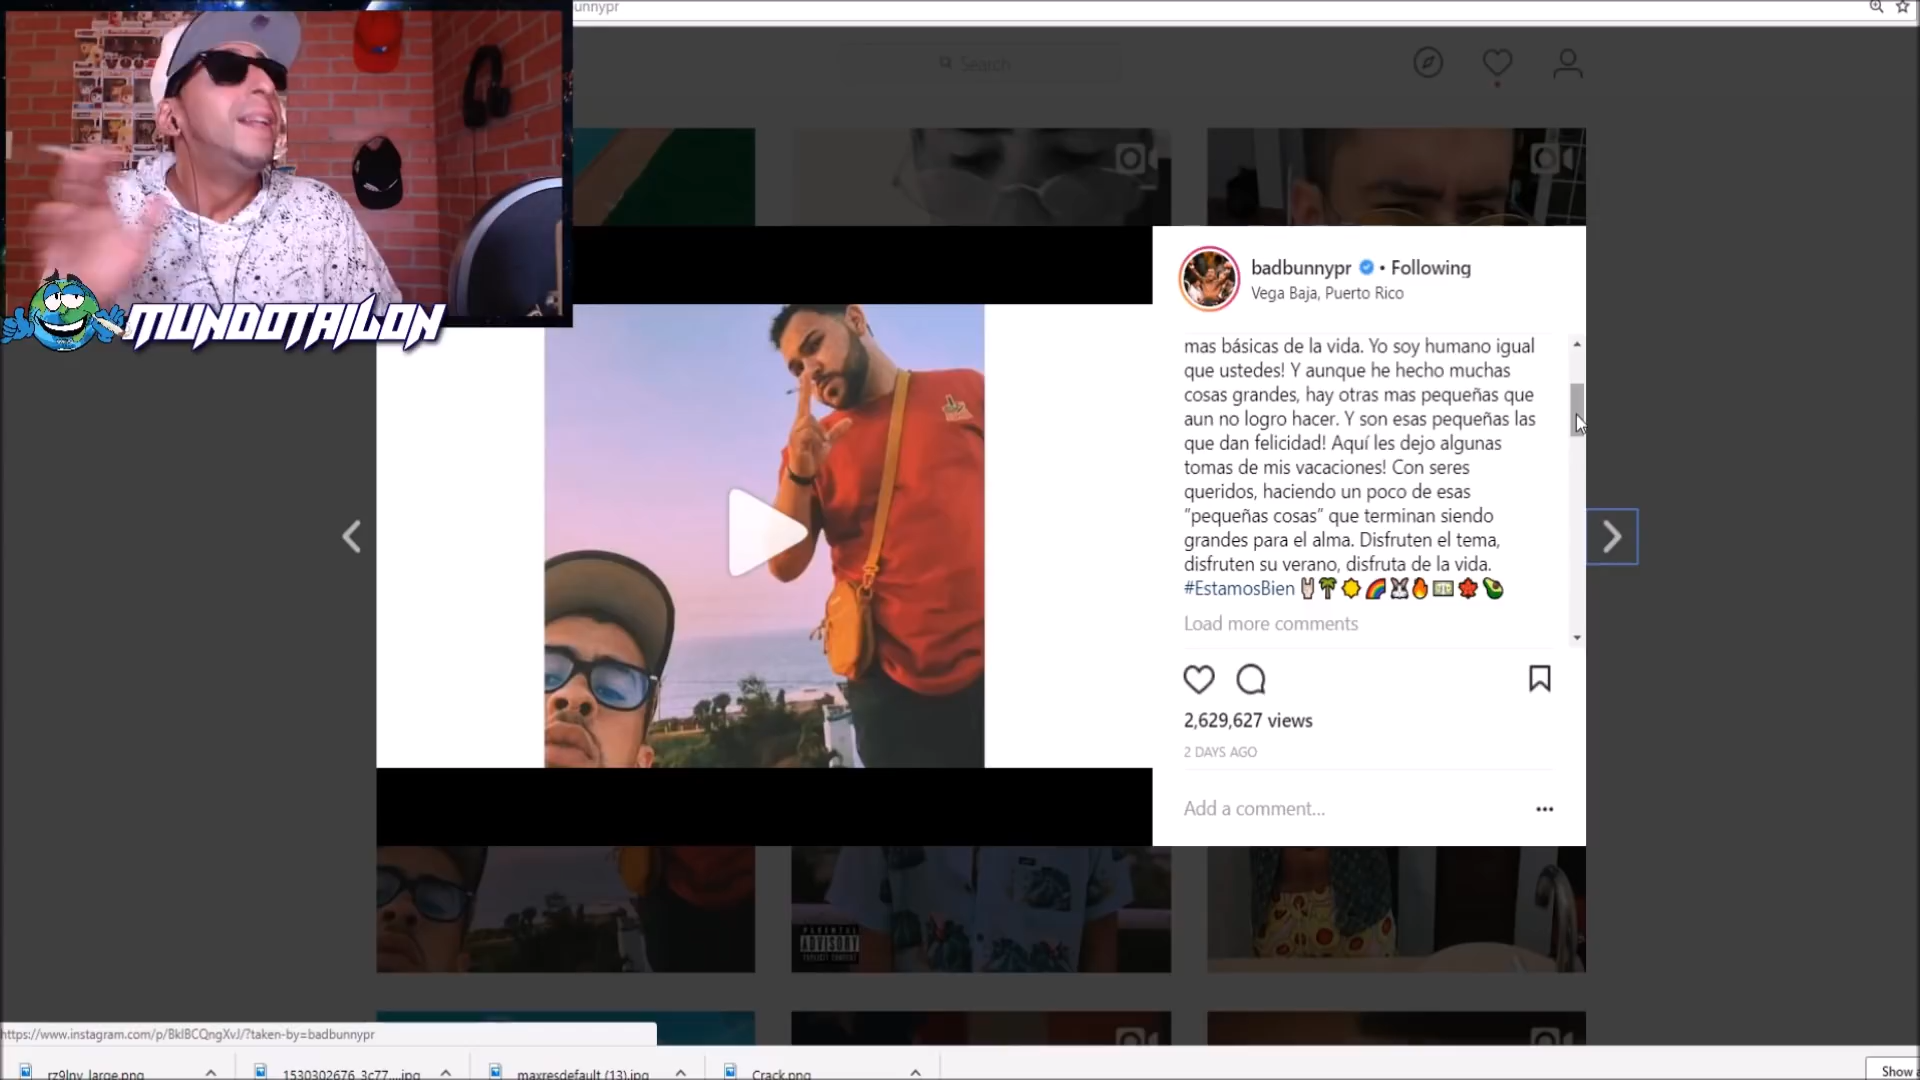 unnypr
Search
MUNDOTAILON
badbunnypr • Following
Vega Baja, Puerto Rico
mas básicas de la vida. Yo soy humano igual
que ustedes! Y aunque he hecho muchas
cosas grandes, hay otras mas pequeñas que
aun no logro hacer. Y son esas pequeñas las
que dan felicidad! Aquí les dejo algunas
tomas de mis vacaciones! Con seres
queridos, haciendo un poco de esas
“pequeñas cosas” que terminan siendo
grandes para el alma. Disfruten el tema,
disfruten su verano, disfruta de la vida.
#EstamosBien 🤘🌴☀️🌈🐰🔥💵🍁🥑
Load more comments
2,629,627 views
2 DAYS AGO
Add a comment...
PARENTAL
ADVISORY
EXPLICIT CONTENT
https://www.instagram.com/p/BklBCQngXvJ/?taken-by=badbunnypr
rz9lnv_large.png
1530302676_3c77....jpg
maxresdefault (13).jpg
Crack.png
Show